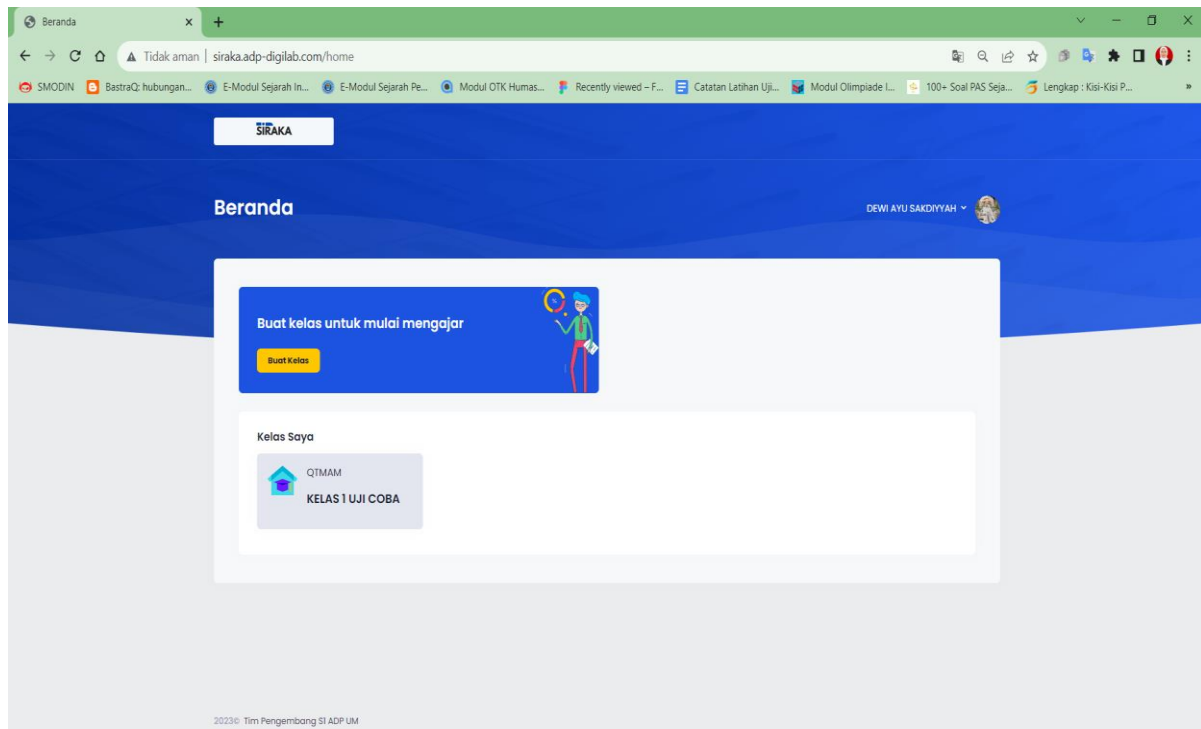 Beranda
Tidak aman | siraka.adp-digilab.com/home
SMODIN BastraQ: hubungan... E-Modul Sejarah In... E-Modul Sejarah Pe... Modul OTK Humas... Recently viewed – F... Catatan Latihan Uji... Modul Olimpiade I... 100+ Soal PAS Seja... Lengkap : Kisi-Kisi P... »
SIRAKA
Beranda
DEWI AYU SAKDIYYAH
Buat kelas untuk mulai mengajar
Buat Kelas
Kelas Saya
QTMAM
KELAS 1 UJI COBA
2023© Tim Pengembang S1 ADP UM